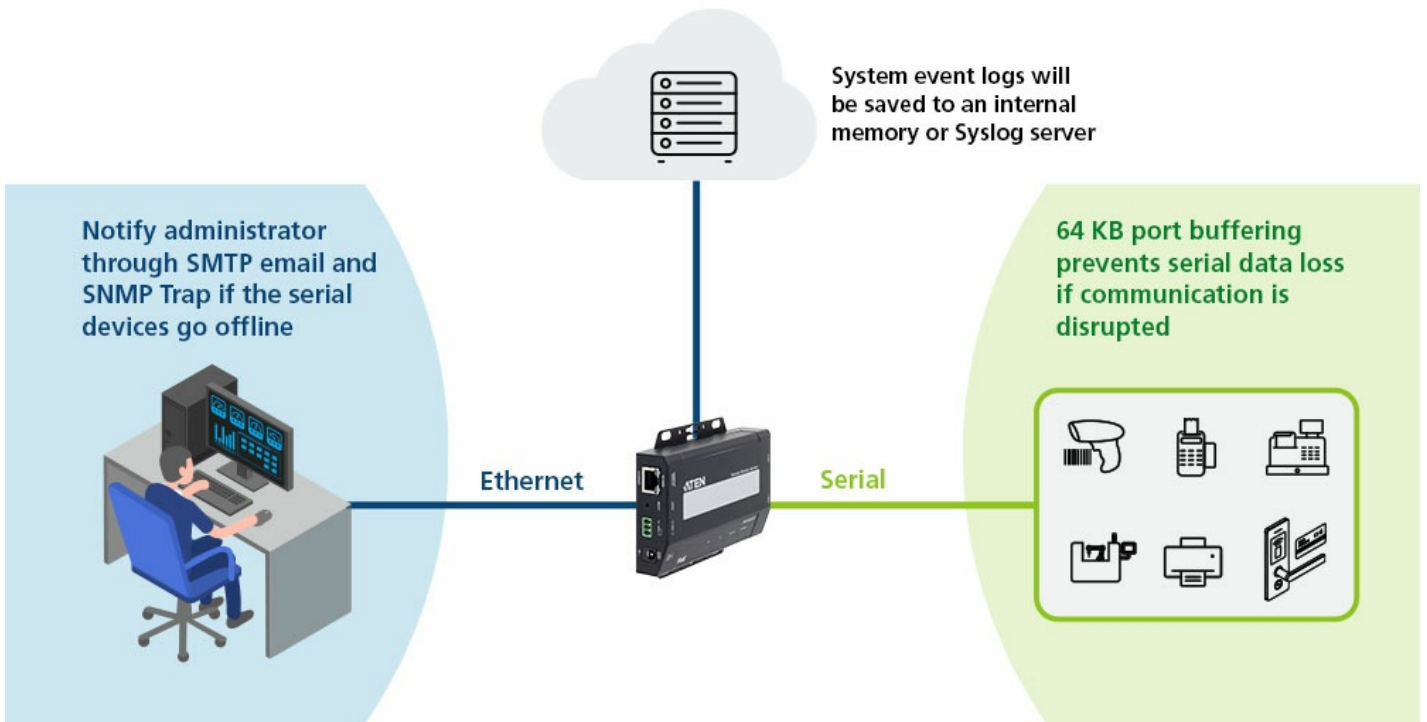 System event logs will
be saved to an internal
memory or Syslog server
Notify administrator
through SMTP email and
SNMP Trap if the serial
devices go offline
64 KB port buffering
prevents serial data loss
if communication is
disrupted
Ethernet
Serial
ATEN